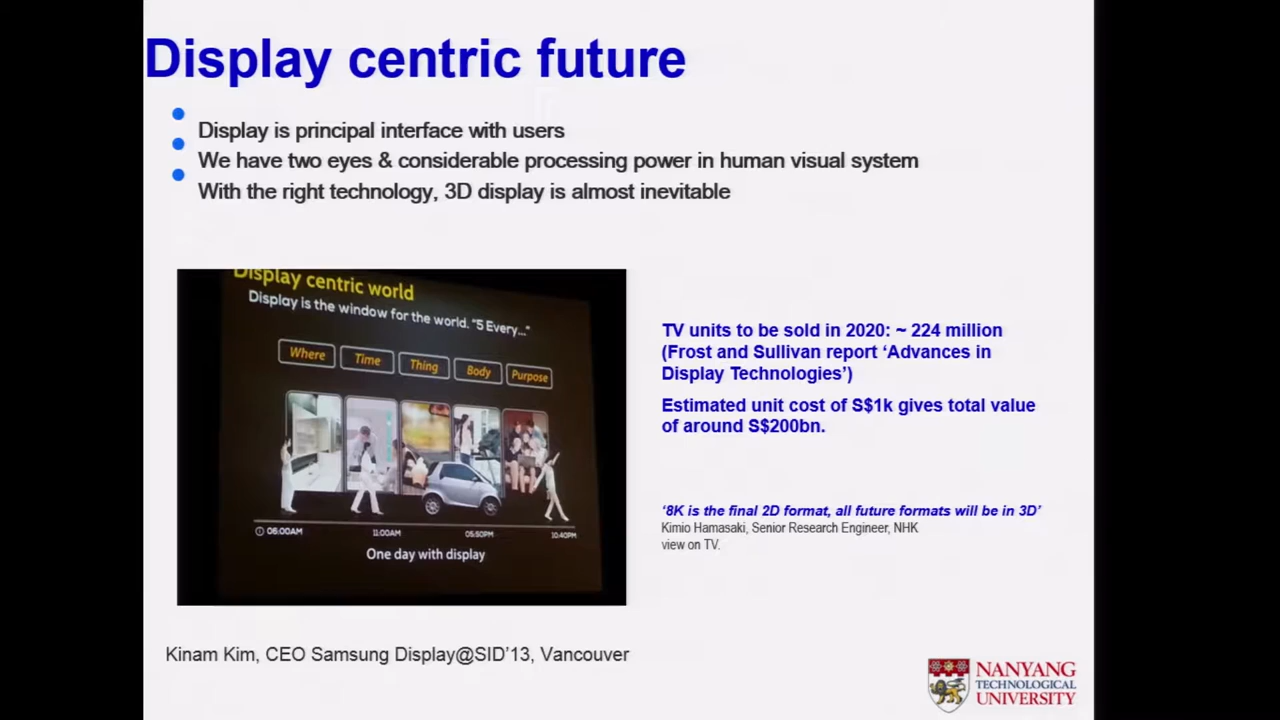 Display centric future
Display is principal interface with users
We have two eyes & considerable processing power in human visual system
With the right technology, 3D display is almost inevitable
Display centric world
Display is the window for the world. "5 Every..."
Where Time Thing Body Purpose
06:00AM 11:00AM 05:50PM 10:40PM
One day with display
TV units to be sold in 2020: ~ 224 million
(Frost and Sullivan report ‘Advances in
Display Technologies’)
Estimated unit cost of S$1k gives total value
of around S$200bn.
‘8K is the final 2D format, all future formats will be in 3D’
Kimio Hamasaki, Senior Research Engineer, NHK
view on TV.
Kinam Kim, CEO Samsung Display@SID’13, Vancouver
NANYANG
TECHNOLOGICAL
UNIVERSITY